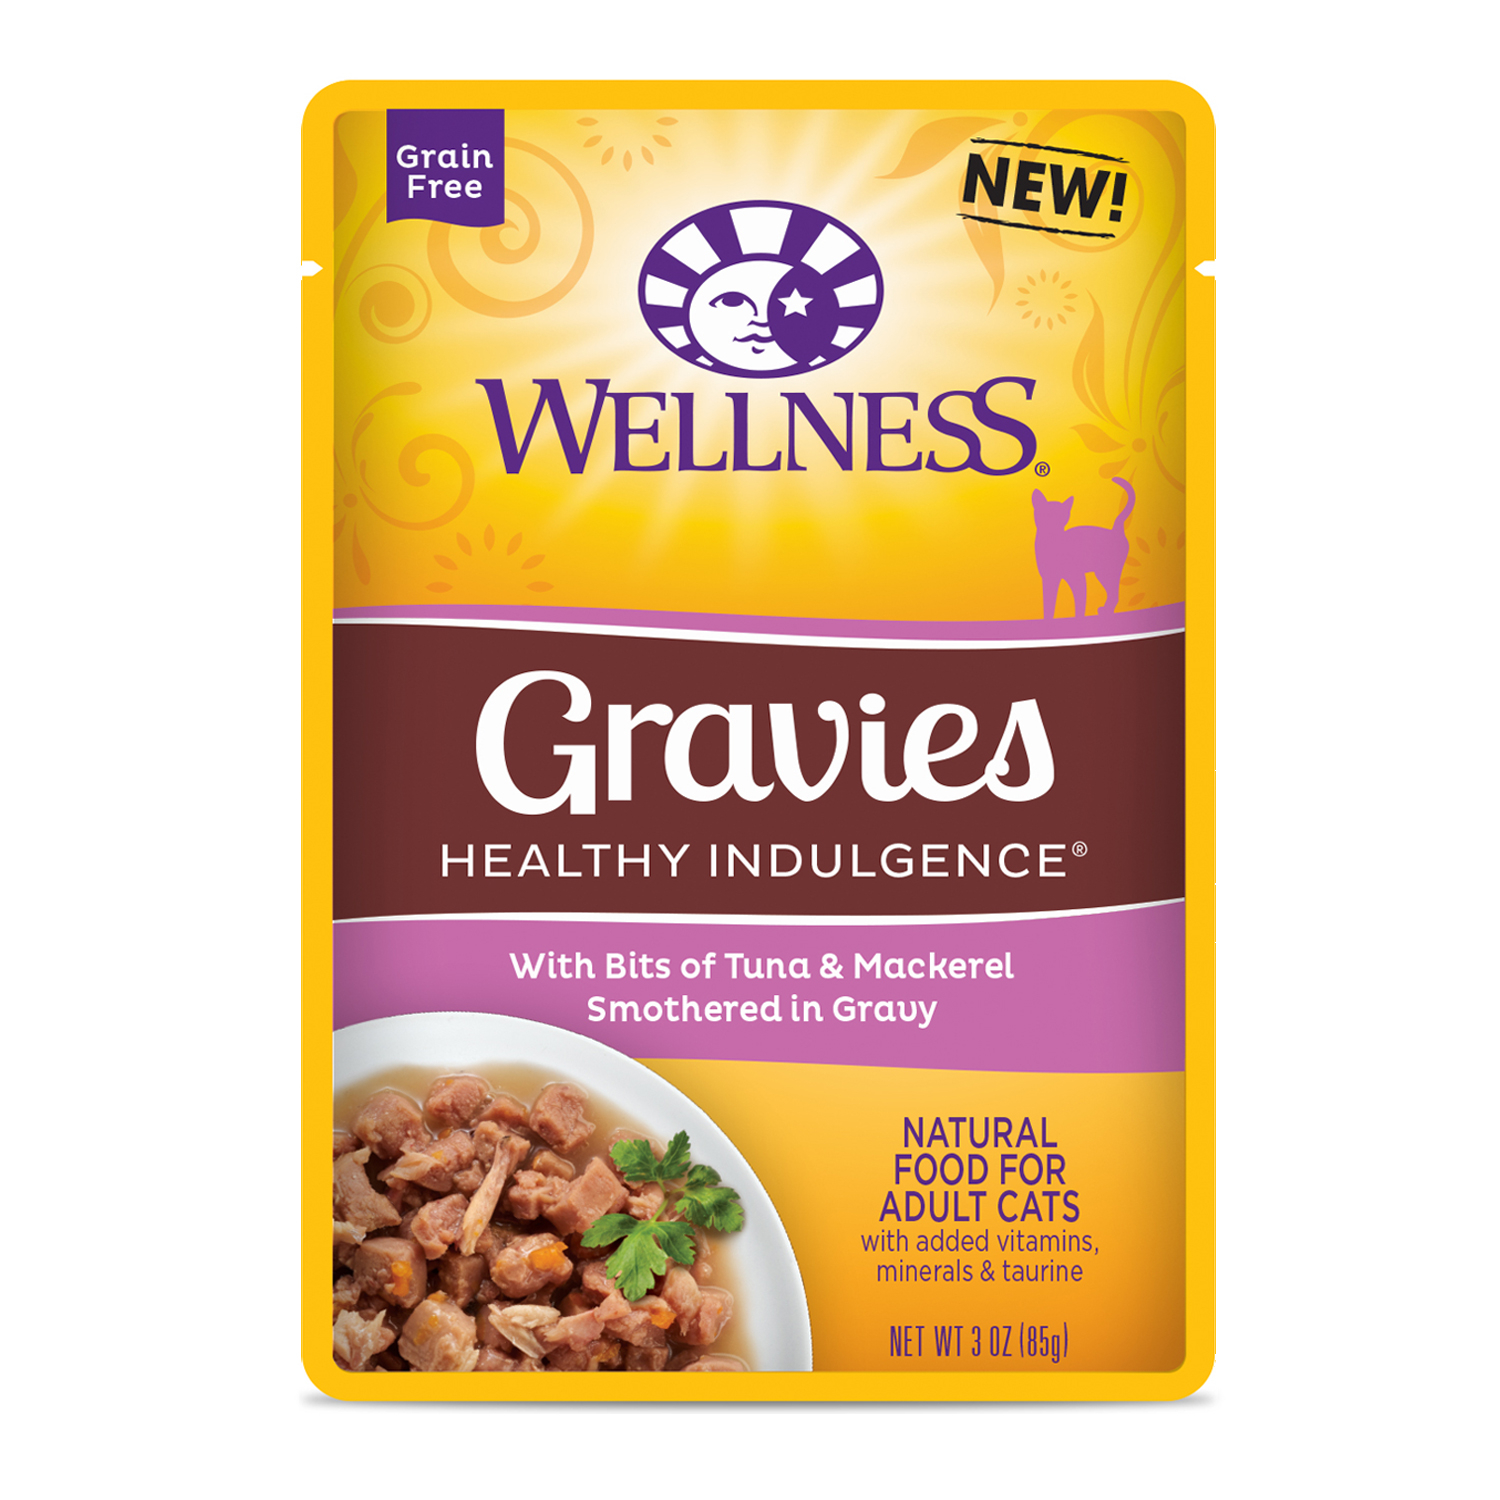 Grain
Free
NEW!
WELLNESS®
Gravies
HEALTHY INDULGENCE®
With Bits of Tuna & Mackerel
Smothered in Gravy
NATURAL
FOOD FOR
ADULT CATS
with added vitamins,
minerals & taurine
NET WT 3 OZ (85g)